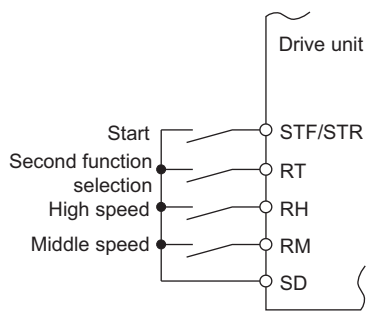 Drive unit
Start
STF/STR
Second function
selection
RT
High speed
RH
Middle speed
RM
SD